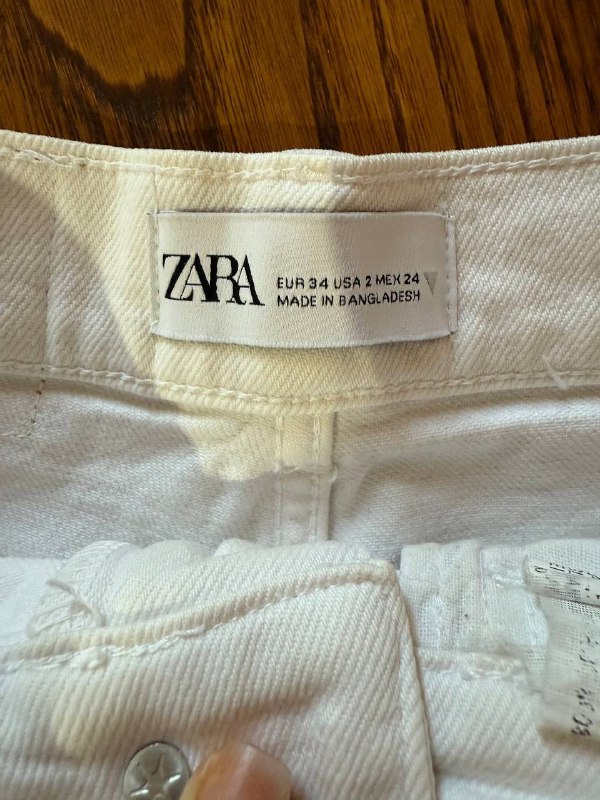 ZARA
EUR 34 USA 2 MEX 24
MADE IN BANGLADESH